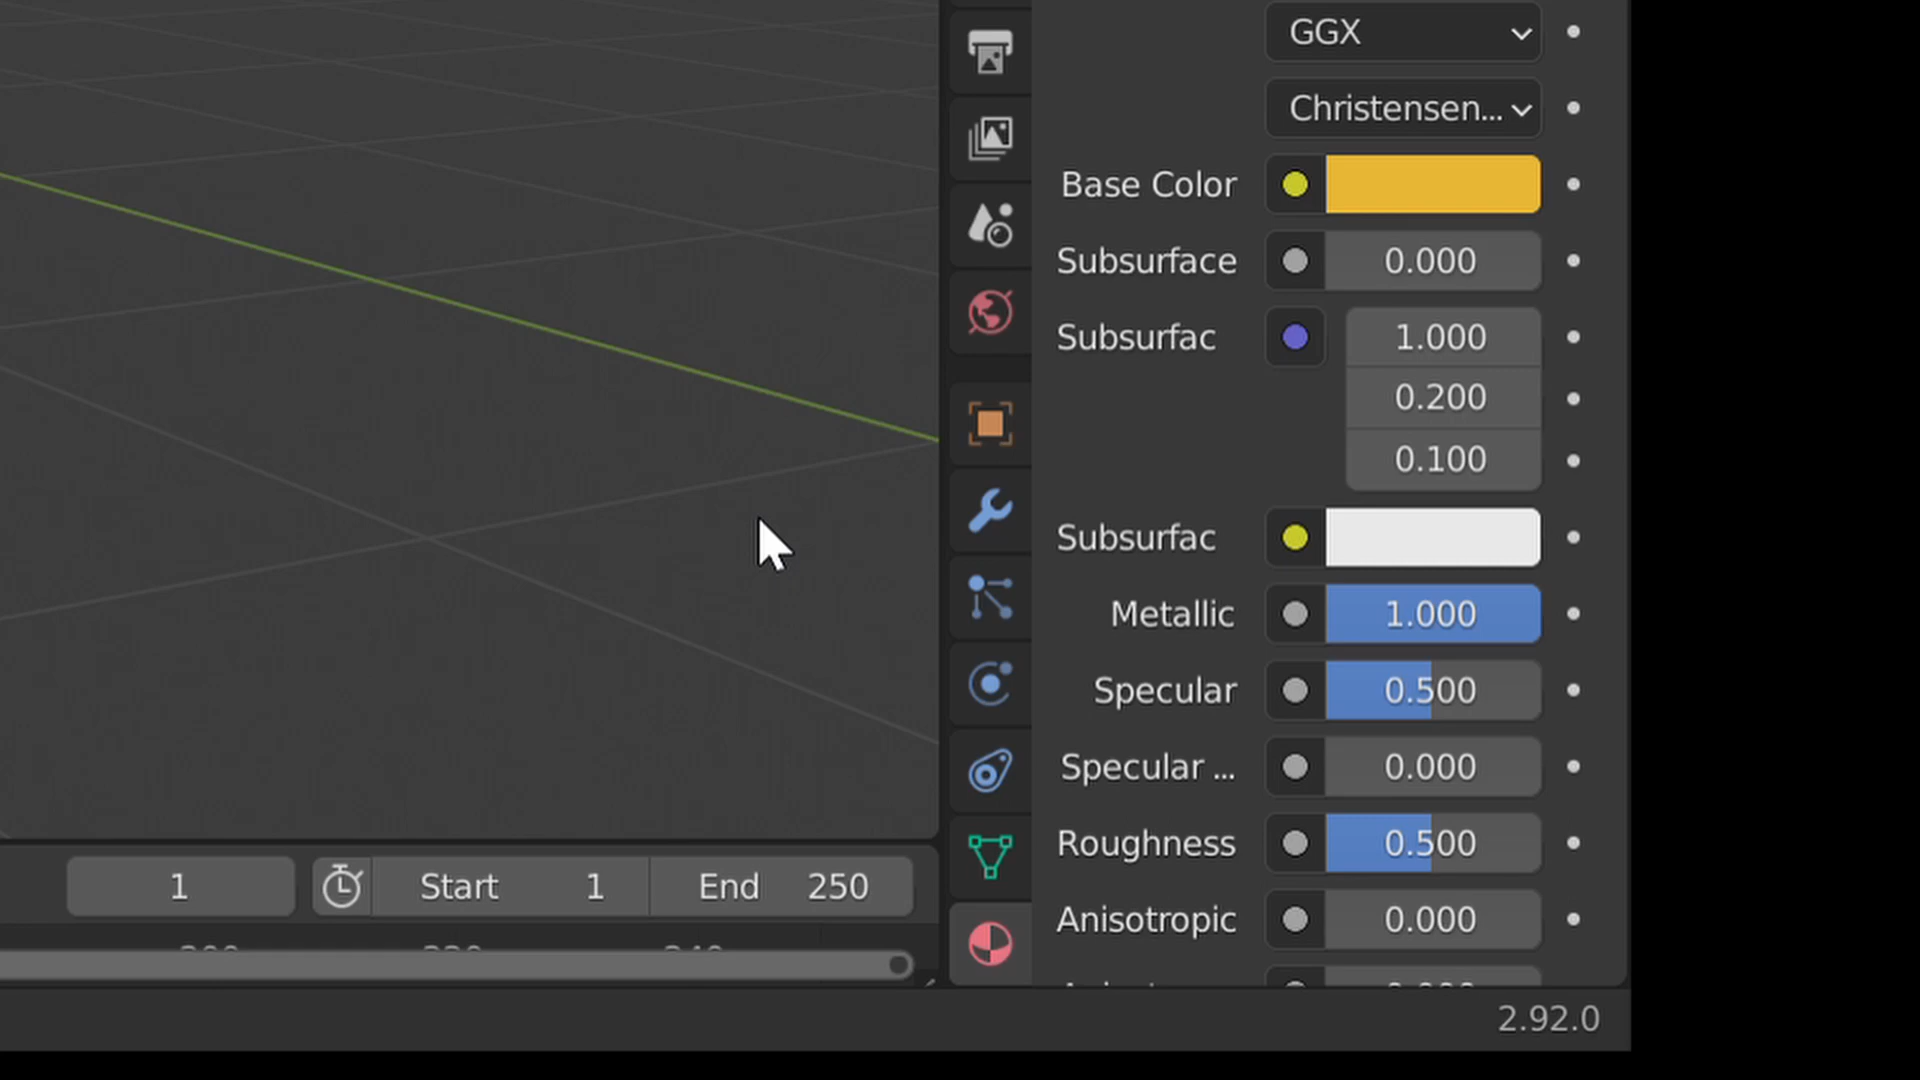 GGX
Christensen...
Base Color
Subsurface 0.000
Subsurfac 1.000
0.200
0.100
Subsurfac
Metallic 1.000
Specular 0.500
Specular ... 0.000
Roughness 0.500
Anisotropic 0.000
1 Start 1 End 250
2.92.0